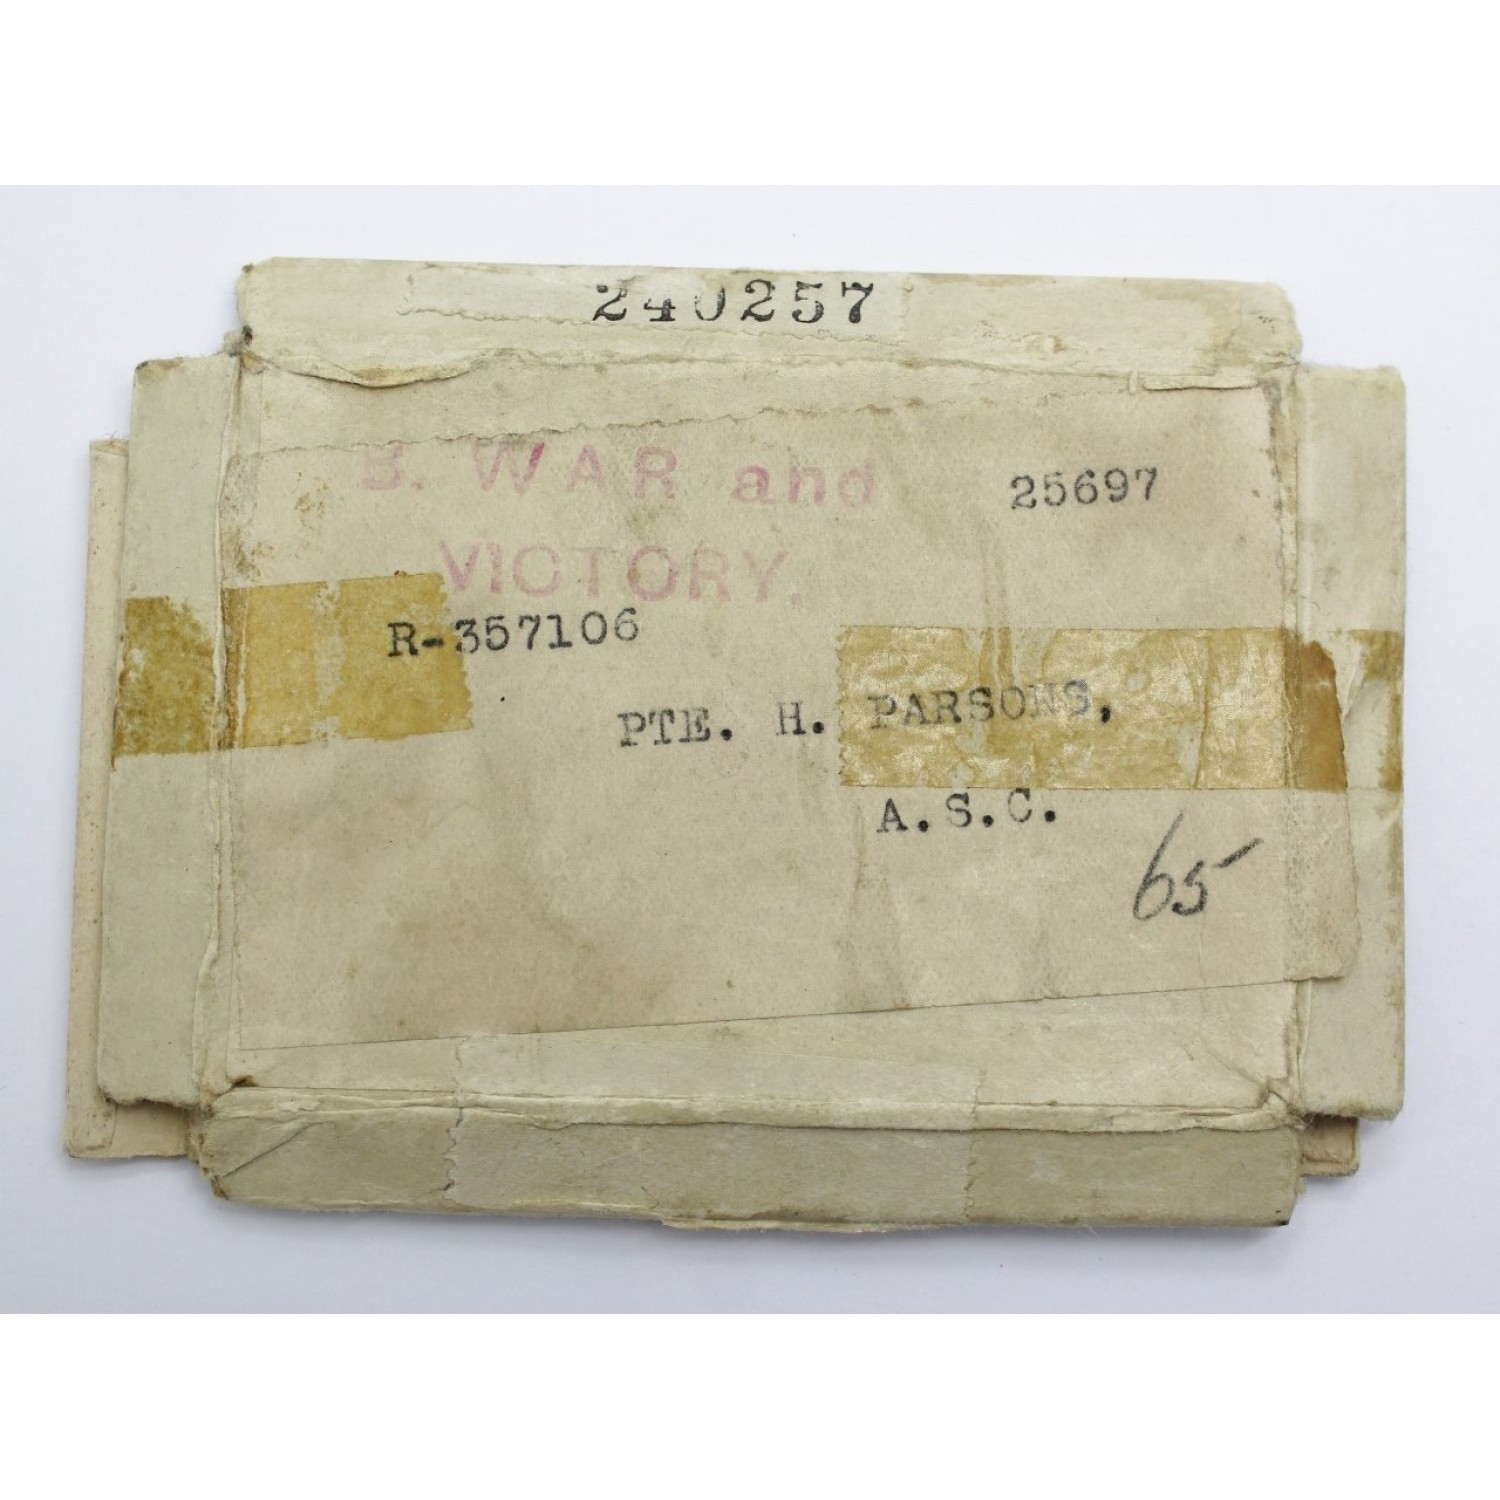 240257
B. WAR and 25697
VICTORY.
R-357106
PTE. H. PARSONS,
A.S.C.
65